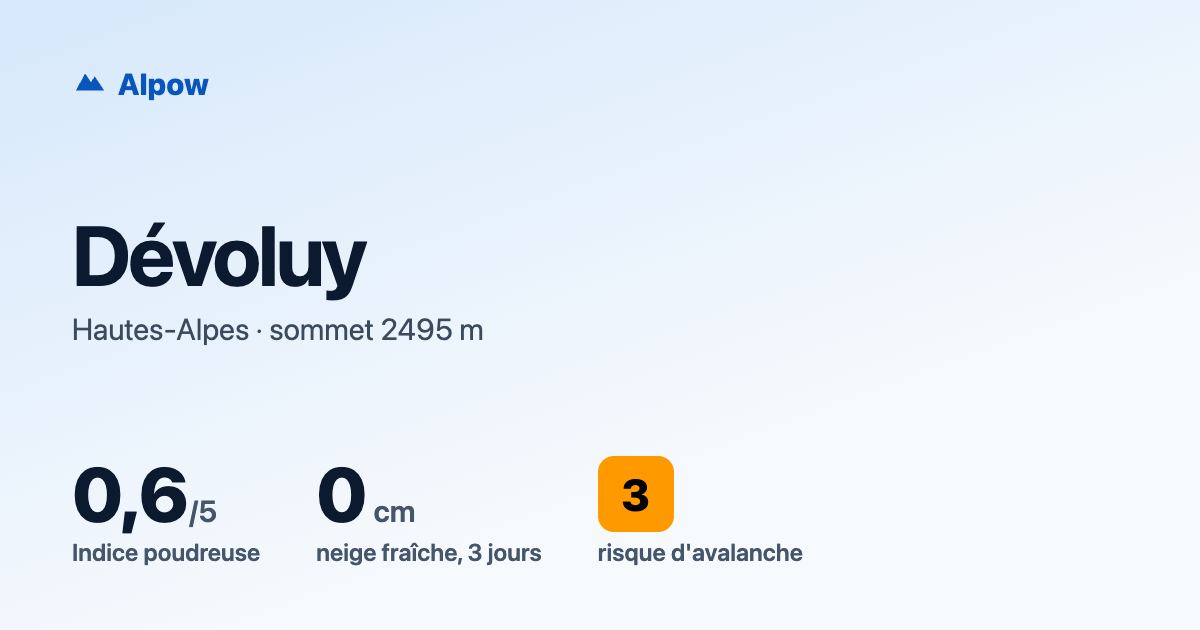 Alpow
Dévoluy
Hautes-Alpes · sommet 2495 m
0,6/5
Indice poudreuse
0 cm
neige fraîche, 3 jours
3
risque d'avalanche